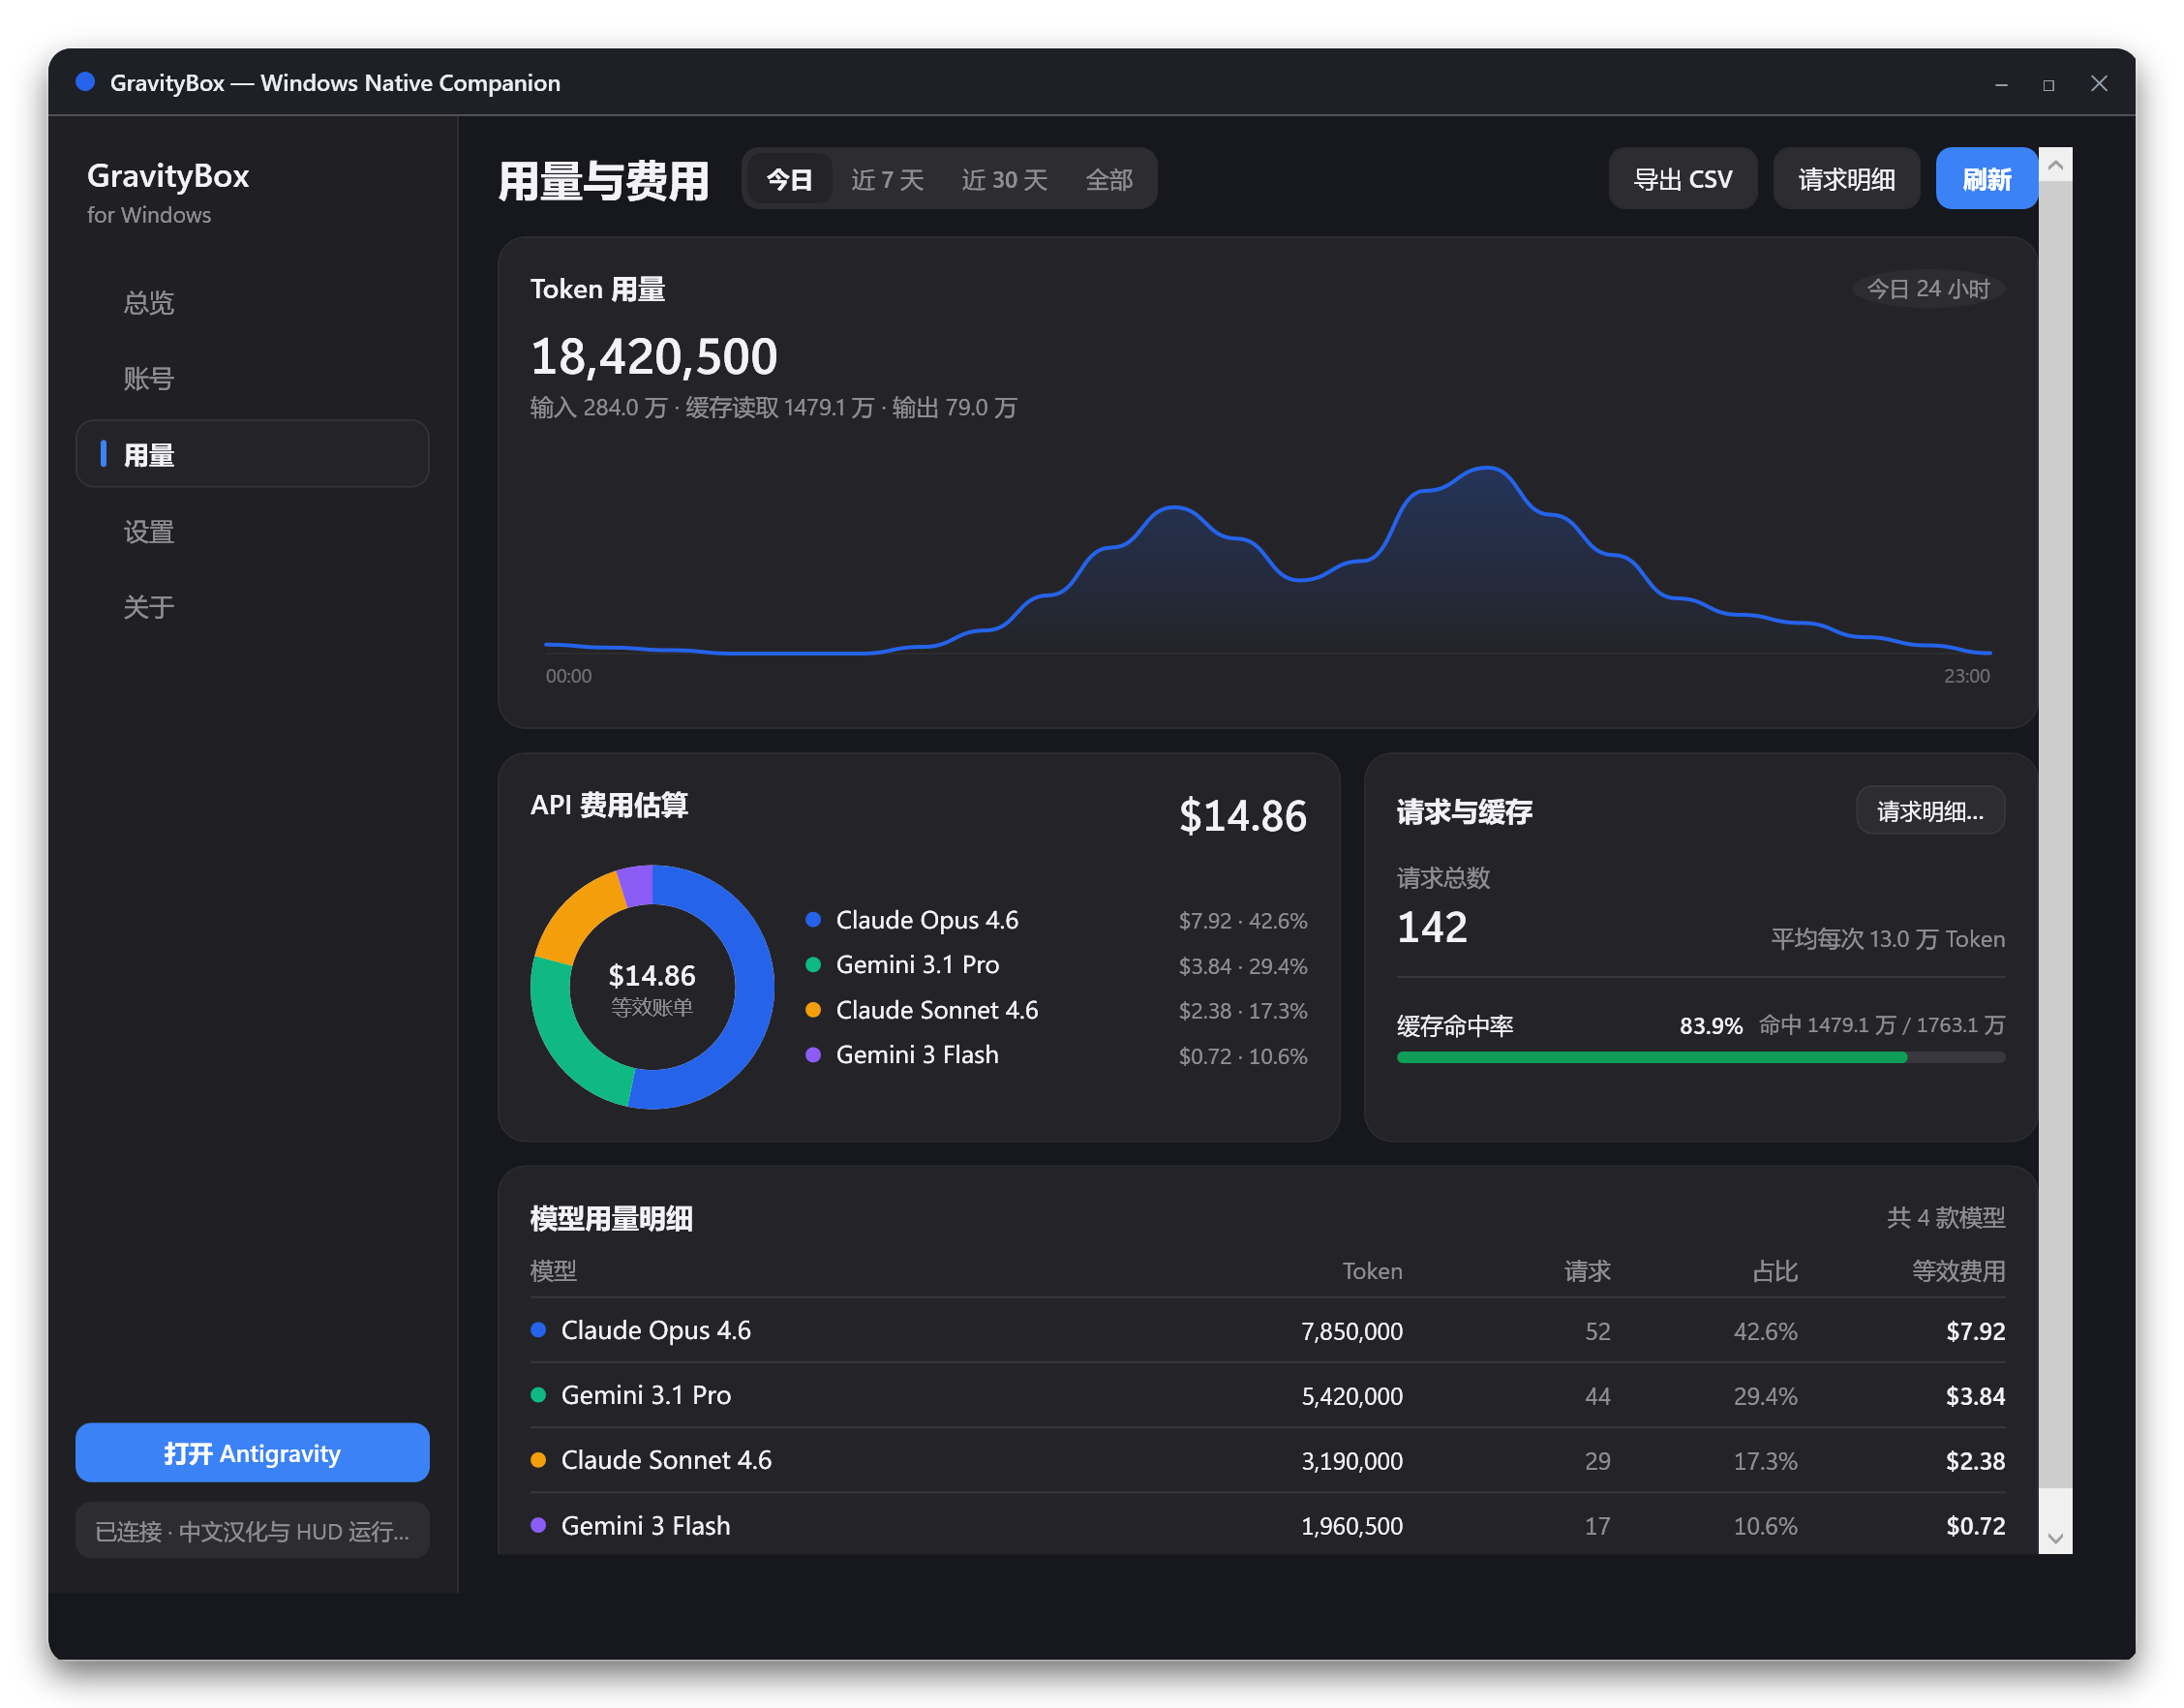 GravityBox — Windows Native Companion
GravityBox
for Windows
总览
账号
用量
设置
关于
打开 Antigravity
已连接 · 中文汉化与 HUD 运行...
用量与费用
今日 近 7 天 近 30 天 全部
导出 CSV 请求明细 刷新
Token 用量
今日 24 小时
18,420,500
输入 284.0 万 · 缓存读取 1479.1 万 · 输出 79.0 万
00:00 23:00
API 费用估算
$14.86
$14.86
等效账单
Claude Opus 4.6 $7.92 · 42.6%
Gemini 3.1 Pro $3.84 · 29.4%
Claude Sonnet 4.6 $2.38 · 17.3%
Gemini 3 Flash $0.72 · 10.6%
请求与缓存
请求明细...
请求总数
142
平均每次 13.0 万 Token
缓存命中率 83.9% 命中 1479.1 万 / 1763.1 万
模型用量明细
共 4 款模型
模型 Token 请求 占比 等效费用
Claude Opus 4.6 7,850,000 52 42.6% $7.92
Gemini 3.1 Pro 5,420,000 44 29.4% $3.84
Claude Sonnet 4.6 3,190,000 29 17.3% $2.38
Gemini 3 Flash 1,960,500 17 10.6% $0.72